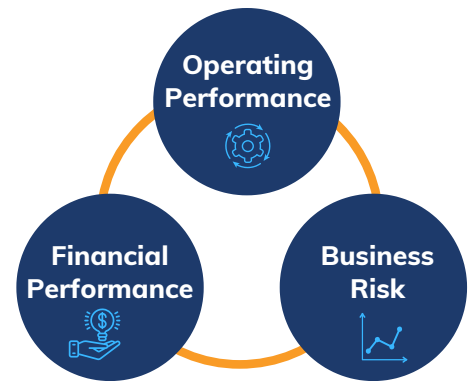 Operating
Performance
Financial
Performance
$
Business
Risk